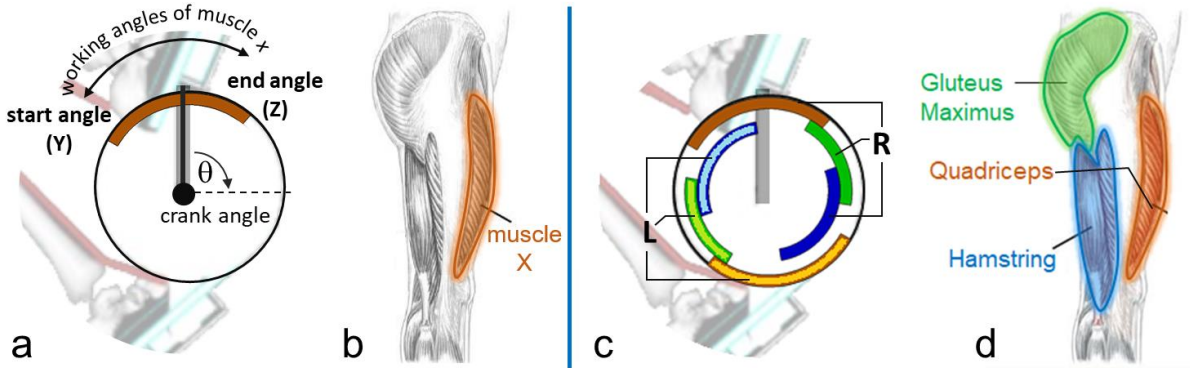 working angles of muscle x
start angle
(Y)
end angle
(Z)
θ
crank angle
muscle
X
a
b
R
L
c
Gluteus
Maximus
Quadriceps
Hamstring
d